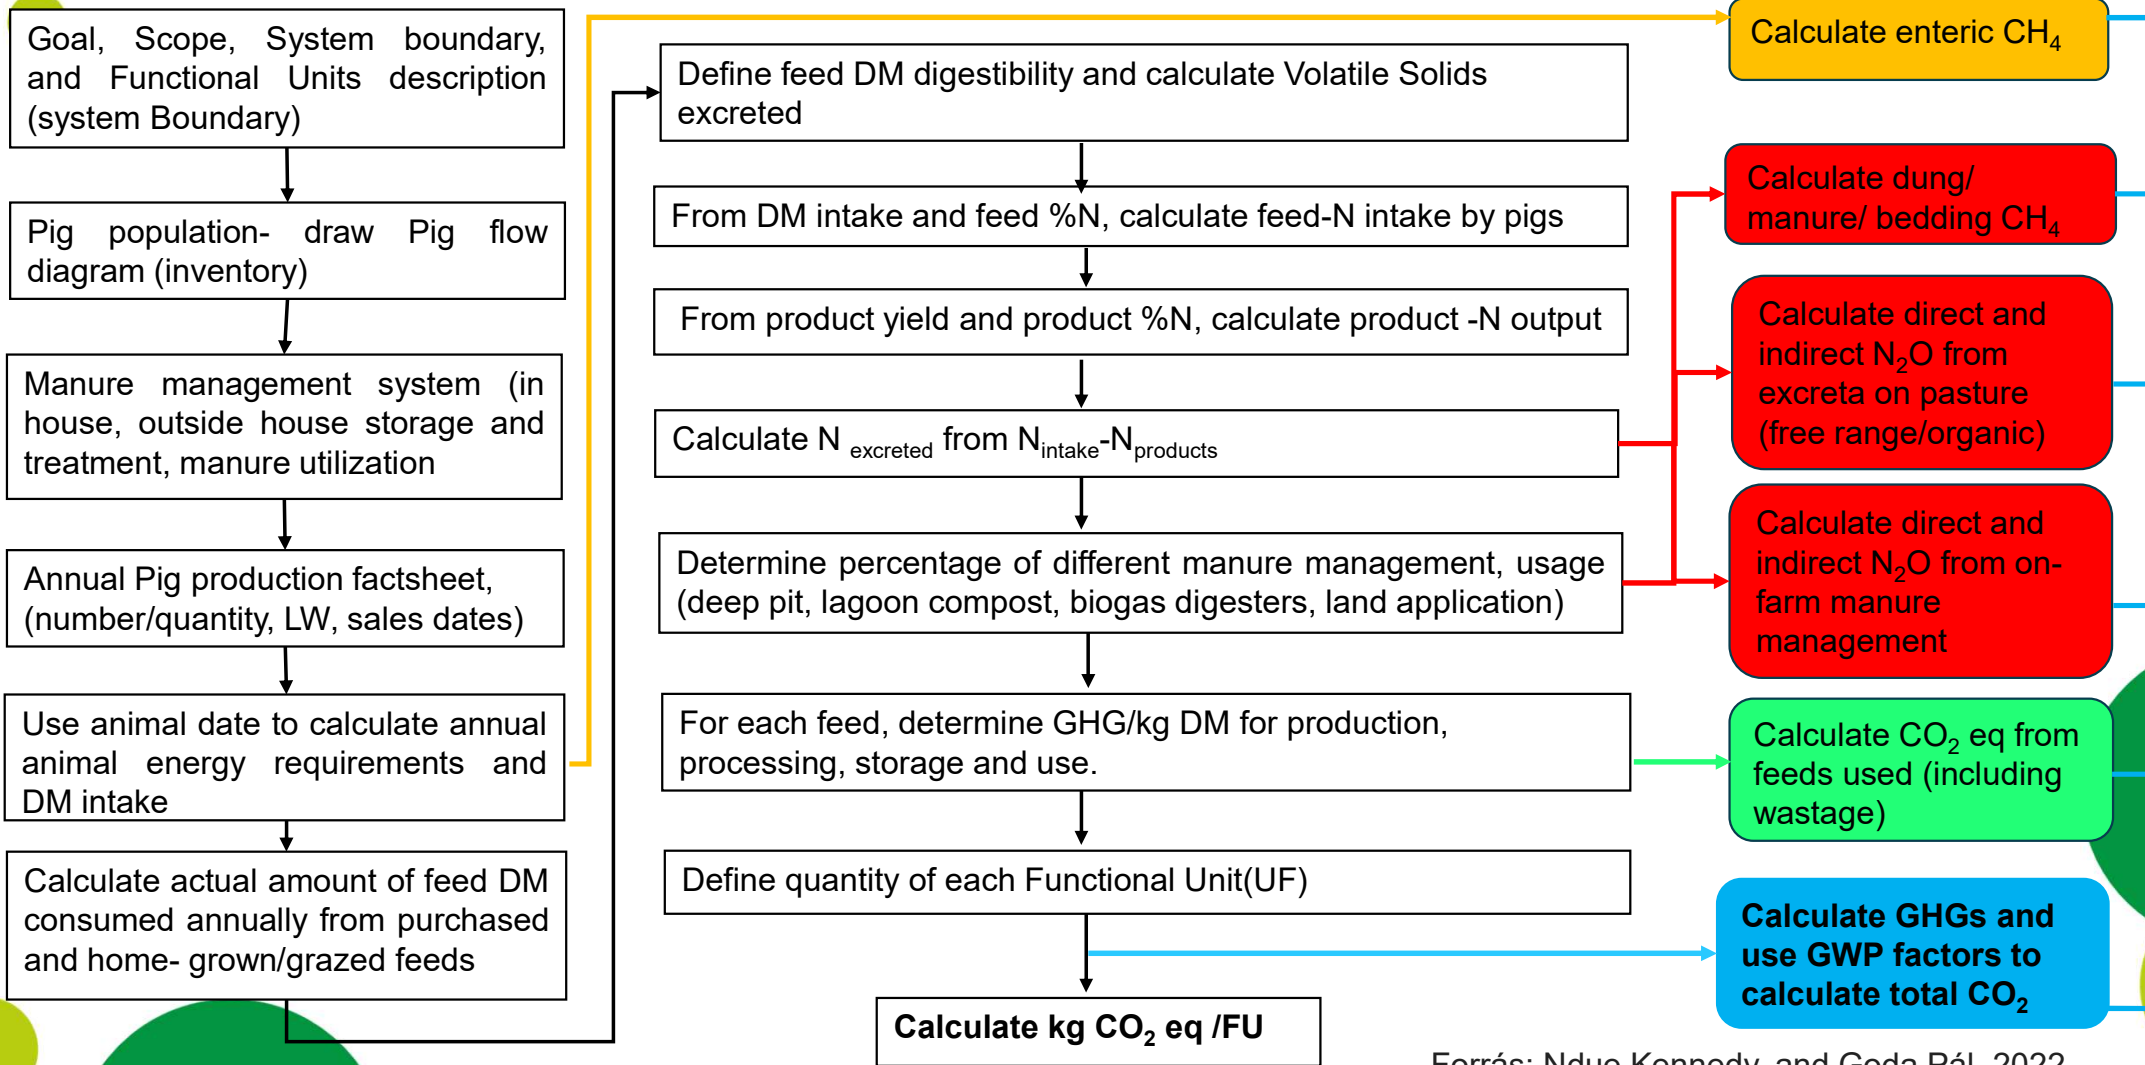 Goal, Scope, System boundary,
and Functional Units description
(system Boundary)
Pig population- draw Pig flow
diagram (inventory)
Manure management system (in
house, outside house storage and
treatment, manure utilization
Annual Pig production factsheet,
(number/quantity, LW, sales dates)
Use animal date to calculate annual
animal energy requirements and
DM intake
Calculate actual amount of feed DM
consumed annually from purchased
and home- grown/grazed feeds
Define feed DM digestibility and calculate Volatile Solids
excreted
From DM intake and feed %N, calculate feed-N intake by pigs
From product yield and product %N, calculate product -N output
Calculate N excreted from Nintake-Nproducts
Determine percentage of different manure management, usage
(deep pit, lagoon compost, biogas digesters, land application)
For each feed, determine GHG/kg DM for production,
processing, storage and use.
Define quantity of each Functional Unit(UF)
Calculate kg CO₂ eq /FU
Calculate enteric CH₄
Calculate dung/
manure/ bedding CH₄
Calculate direct and
indirect N₂O from
excreta on pasture
(free range/organic)
Calculate direct and
indirect N₂O from on-
farm manure
management
Calculate CO₂ eq from
feeds used (including
wastage)
Calculate GHGs and
use GWP factors to
calculate total CO₂
Forrás: Nduo Kennedy, and Goda Pál, 2022